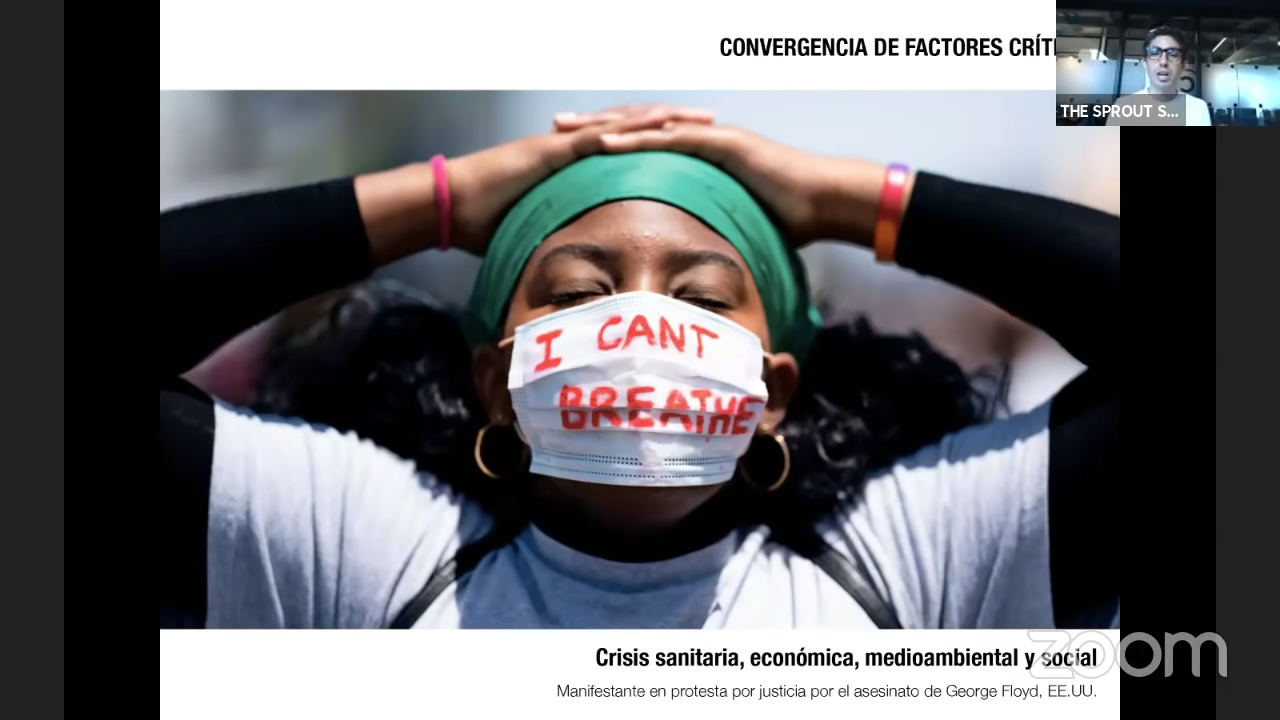 CONVERGENCIA DE FACTORES
THE SPROUT S...
I CANT
BREATHE
Crisis sanitaria, económica, medioambiental y social
Manifestante en protesta por justicia por el asesinato de George Floyd, EE.UU.
zoom